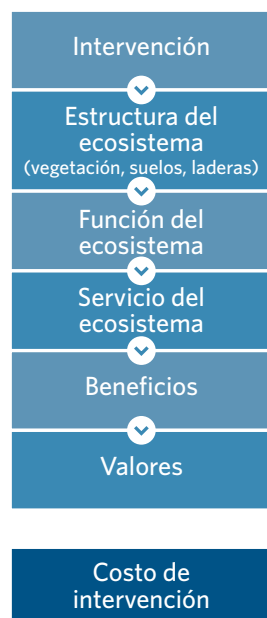 Intervención
Estructura del
ecosistema
(vegetación, suelos, laderas)
Función del
ecosistema
Servicio del
ecosistema
Beneficios
Valores
Costo de
intervención